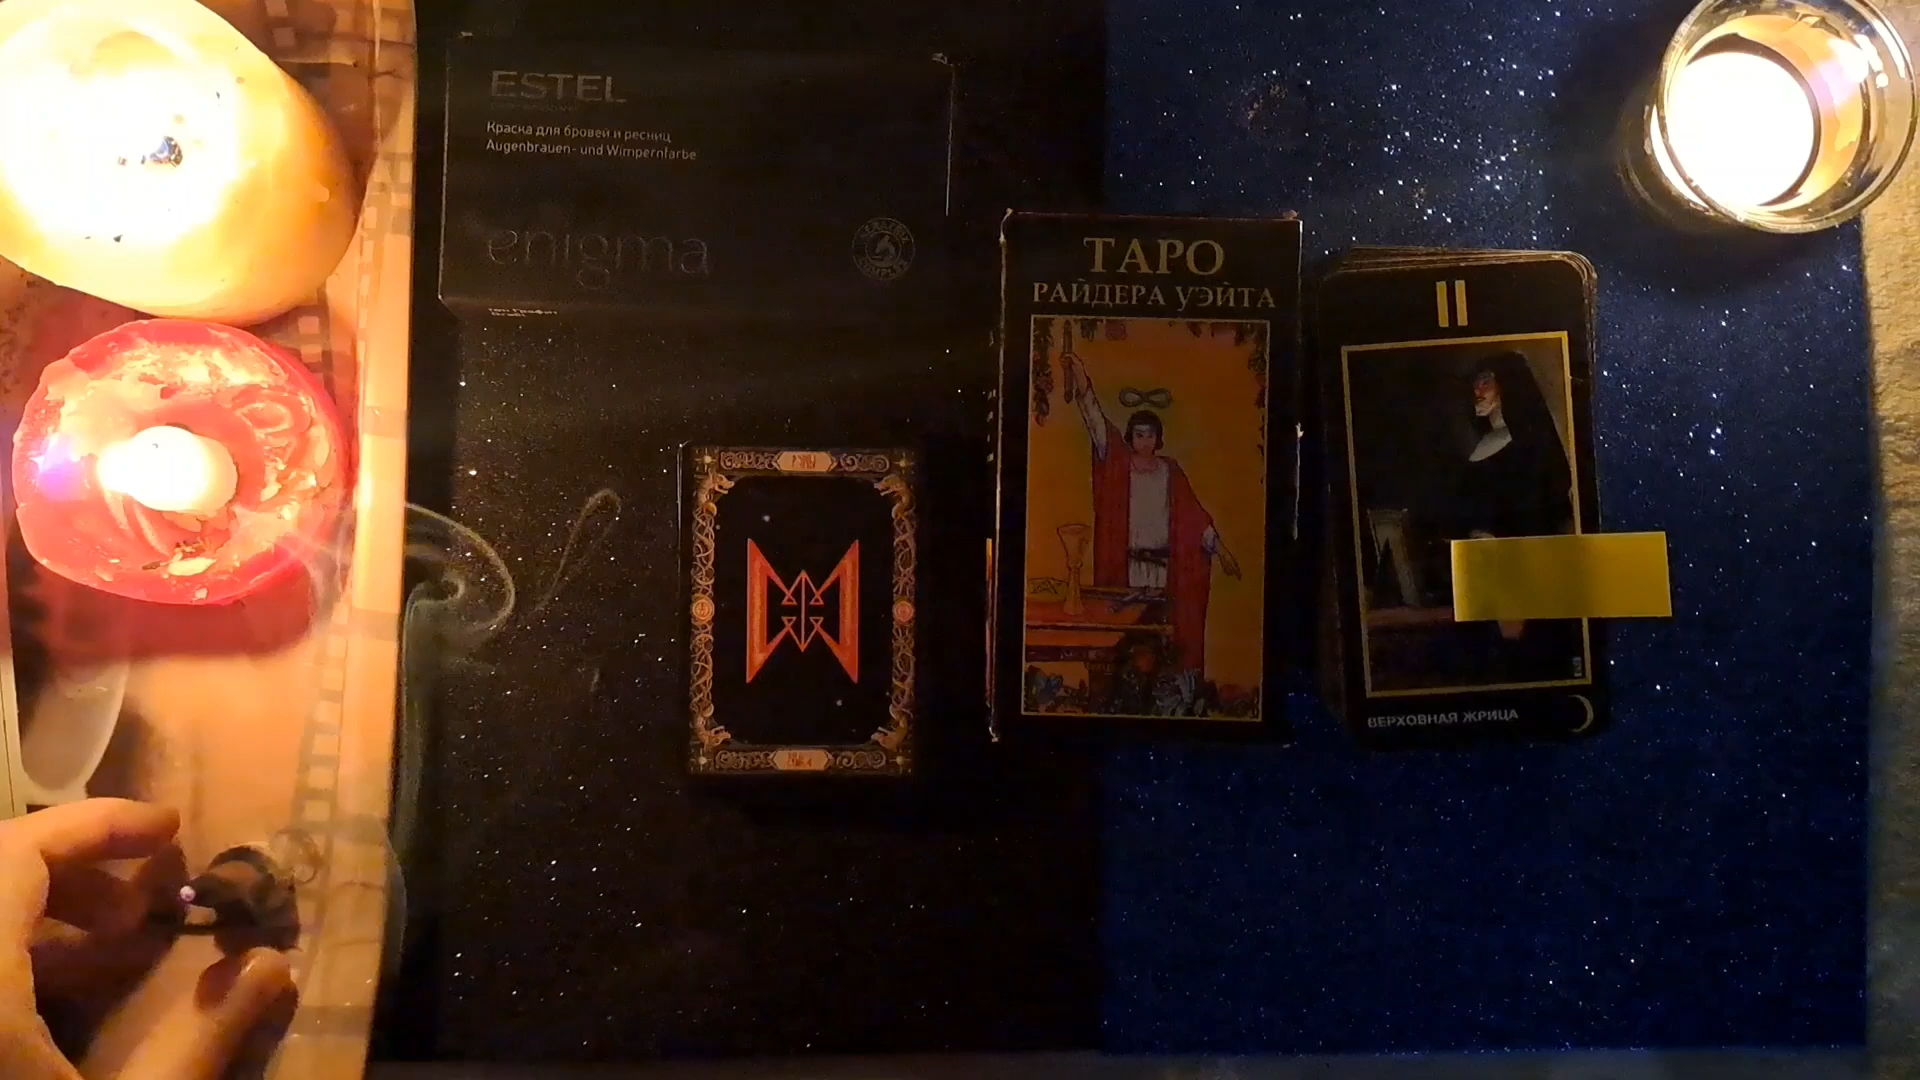 ESTEL
Краска для бровей и ресниц
Augenbrauen- und Wimpernfarbe
enigma
ТАРО
РАЙДЕРА УЭЙТА
II
ВЕРХОВНАЯ ЖРИЦА